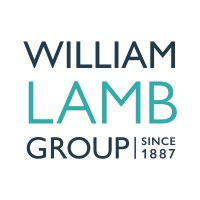 WILLIAM
LAMB
GROUP | SINCE
1887